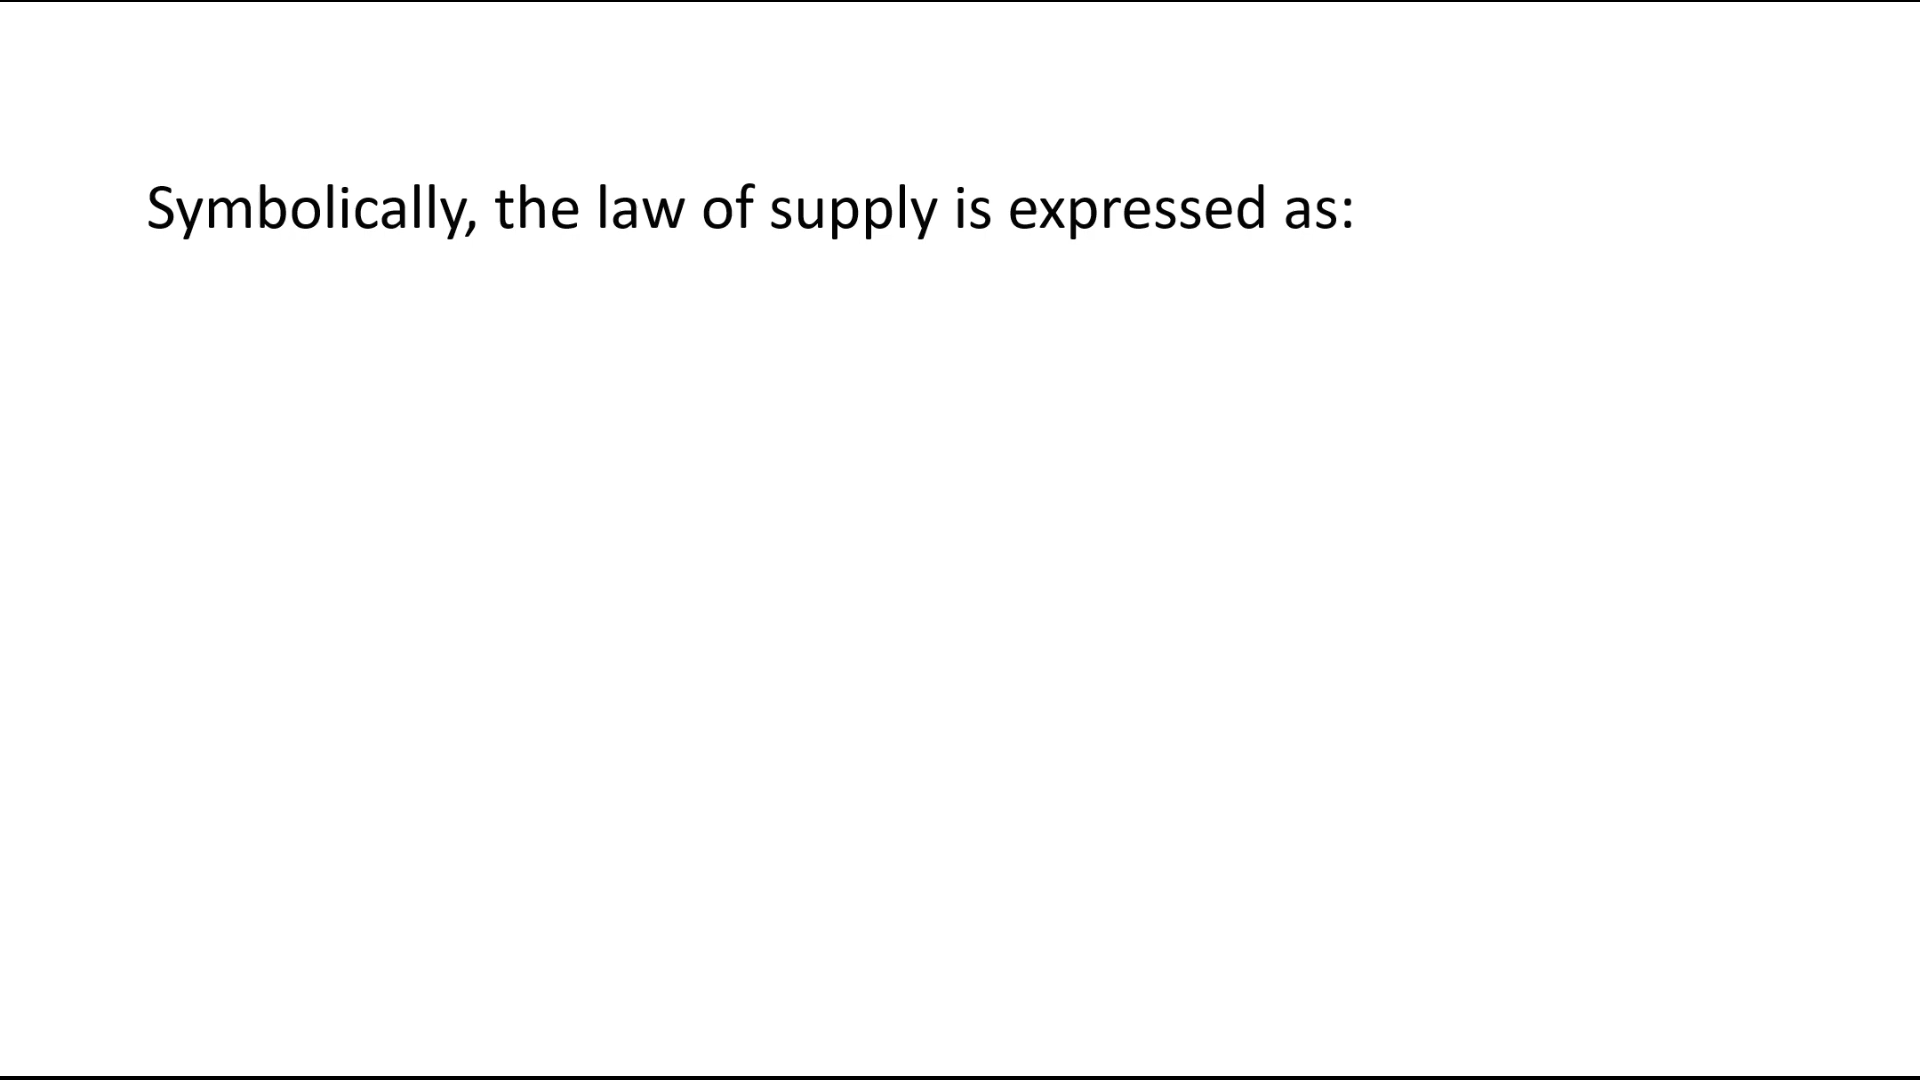 Symbolically, the law of supply is expressed as: